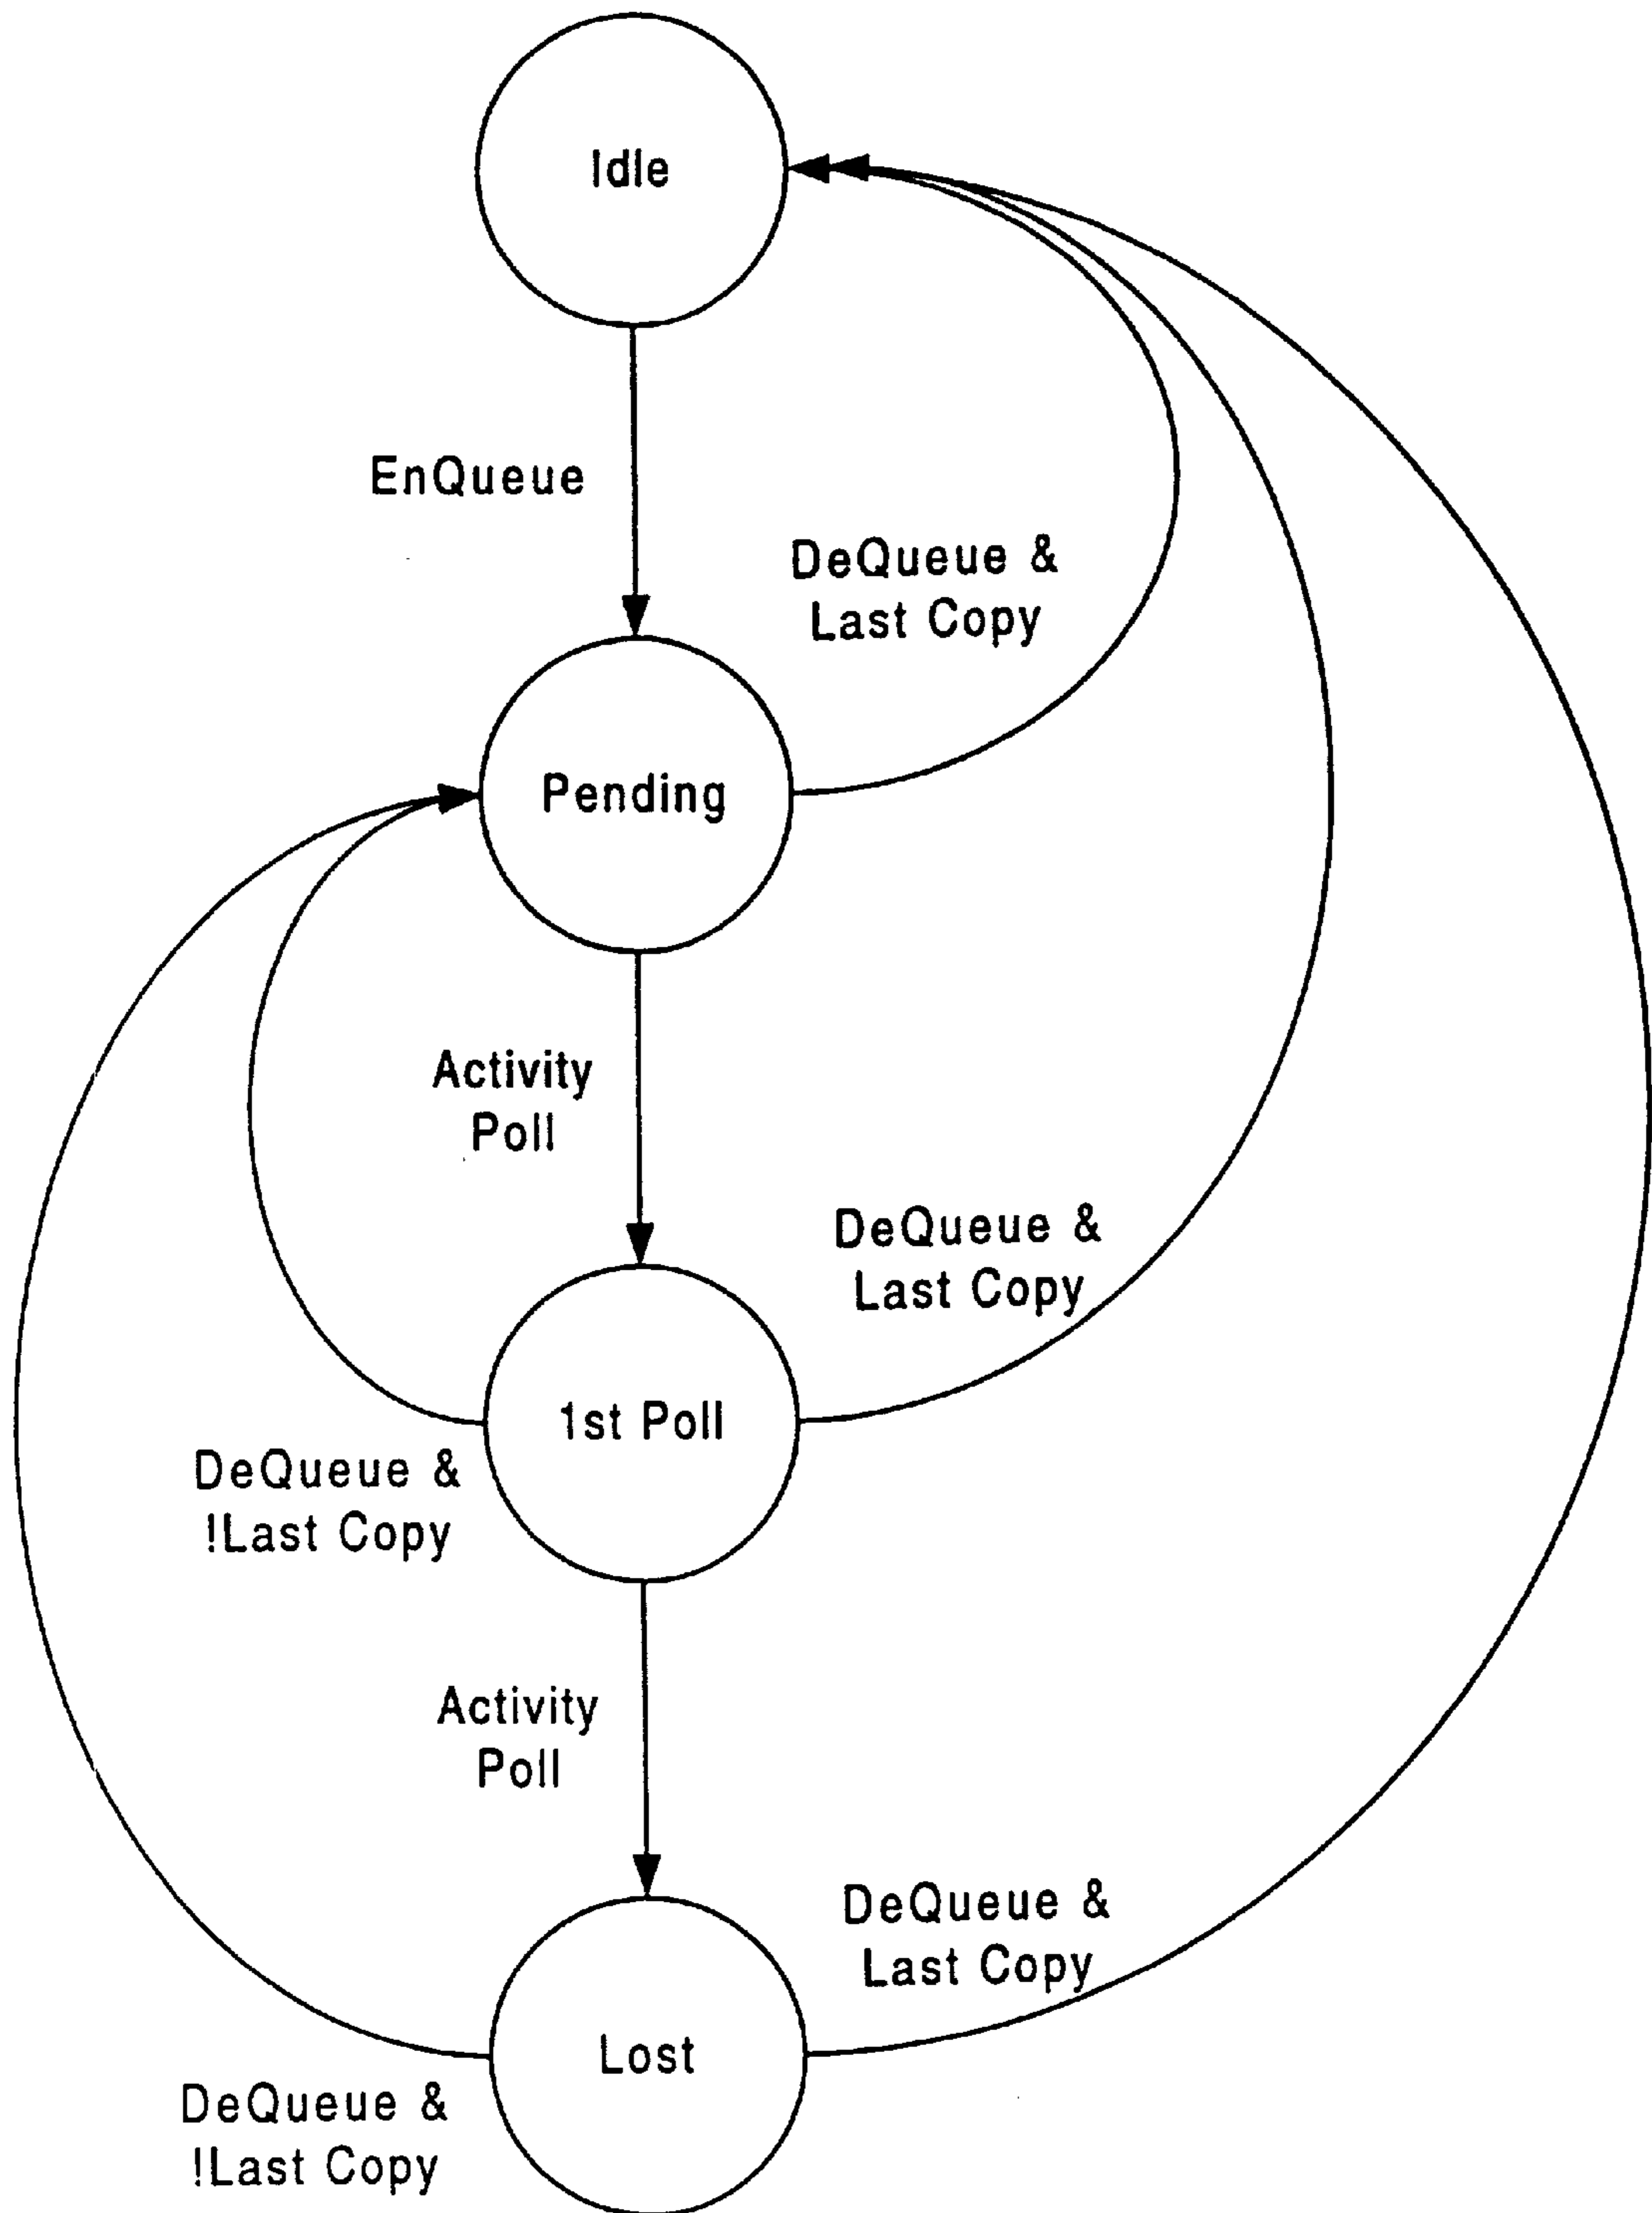 Idle
EnQueue
DeQueue &
Last Copy
Pending
Activity
Poll
DeQueue &
Last Copy
1st Poll
DeQueue &
!Last Copy
Activity
Poll
DeQueue &
Last Copy
Lost
DeQueue &
!Last Copy